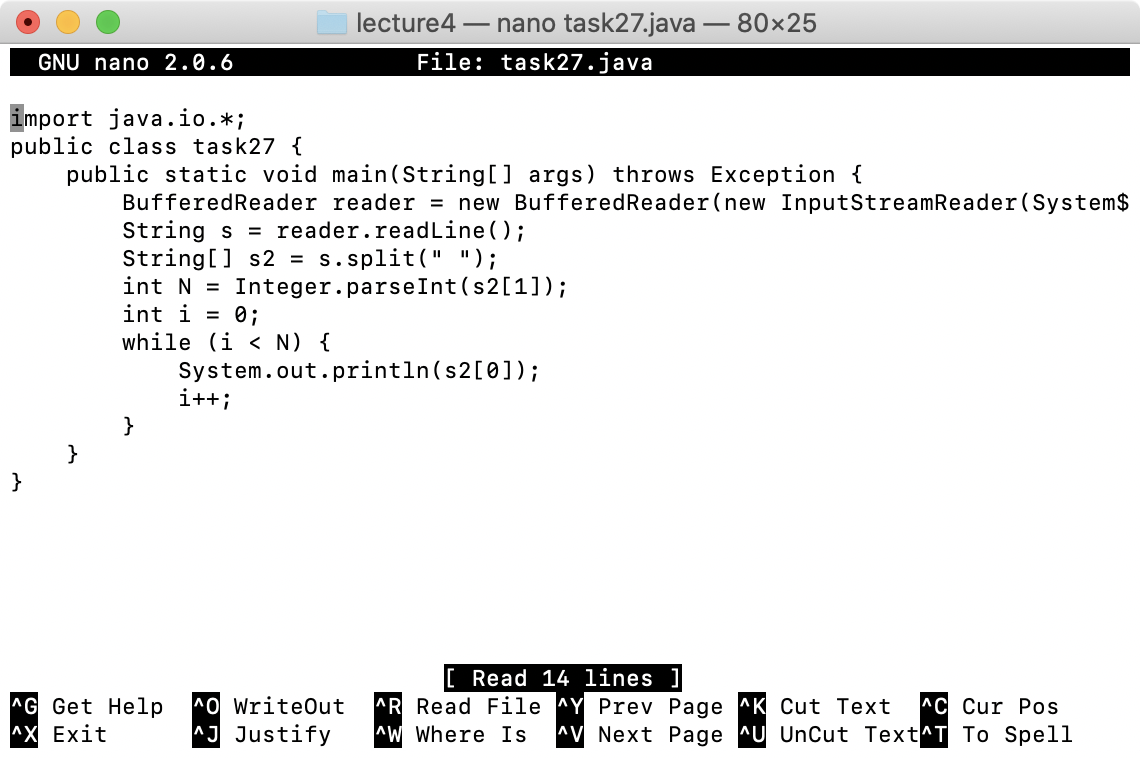 lecture4 — nano task27.java — 80×25
GNU nano 2.0.6 File: task27.java
import java.io.*;
public class task27 {
    public static void main(String[] args) throws Exception {
        BufferedReader reader = new BufferedReader(new InputStreamReader(System$
        String s = reader.readLine();
        String[] s2 = s.split(" ");
        int N = Integer.parseInt(s2[1]);
        int i = 0;
        while (i < N) {
            System.out.println(s2[0]);
            i++;
        }
    }
}
[ Read 14 lines ]
^G Get Help ^O WriteOut ^R Read File ^Y Prev Page ^K Cut Text ^C Cur Pos
^X Exit ^J Justify ^W Where Is ^V Next Page ^U UnCut Text ^T To Spell